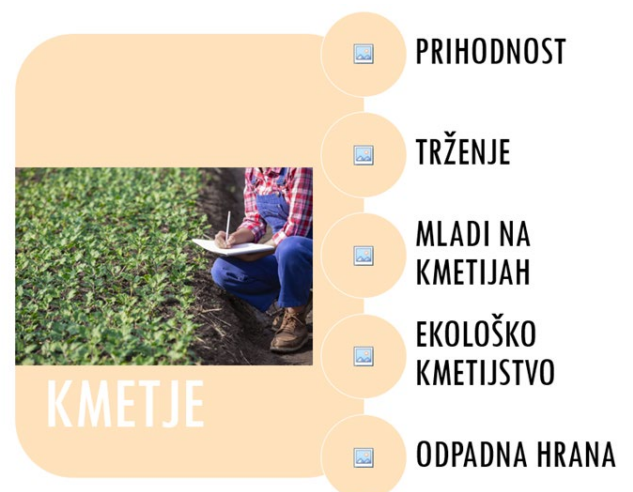 KMETJE
PRIHODNOST
TRŽENJE
MLADI NA
KMETIJAH
EKOLOŠKO
KMETIJSTVO
ODPADNA HRANA